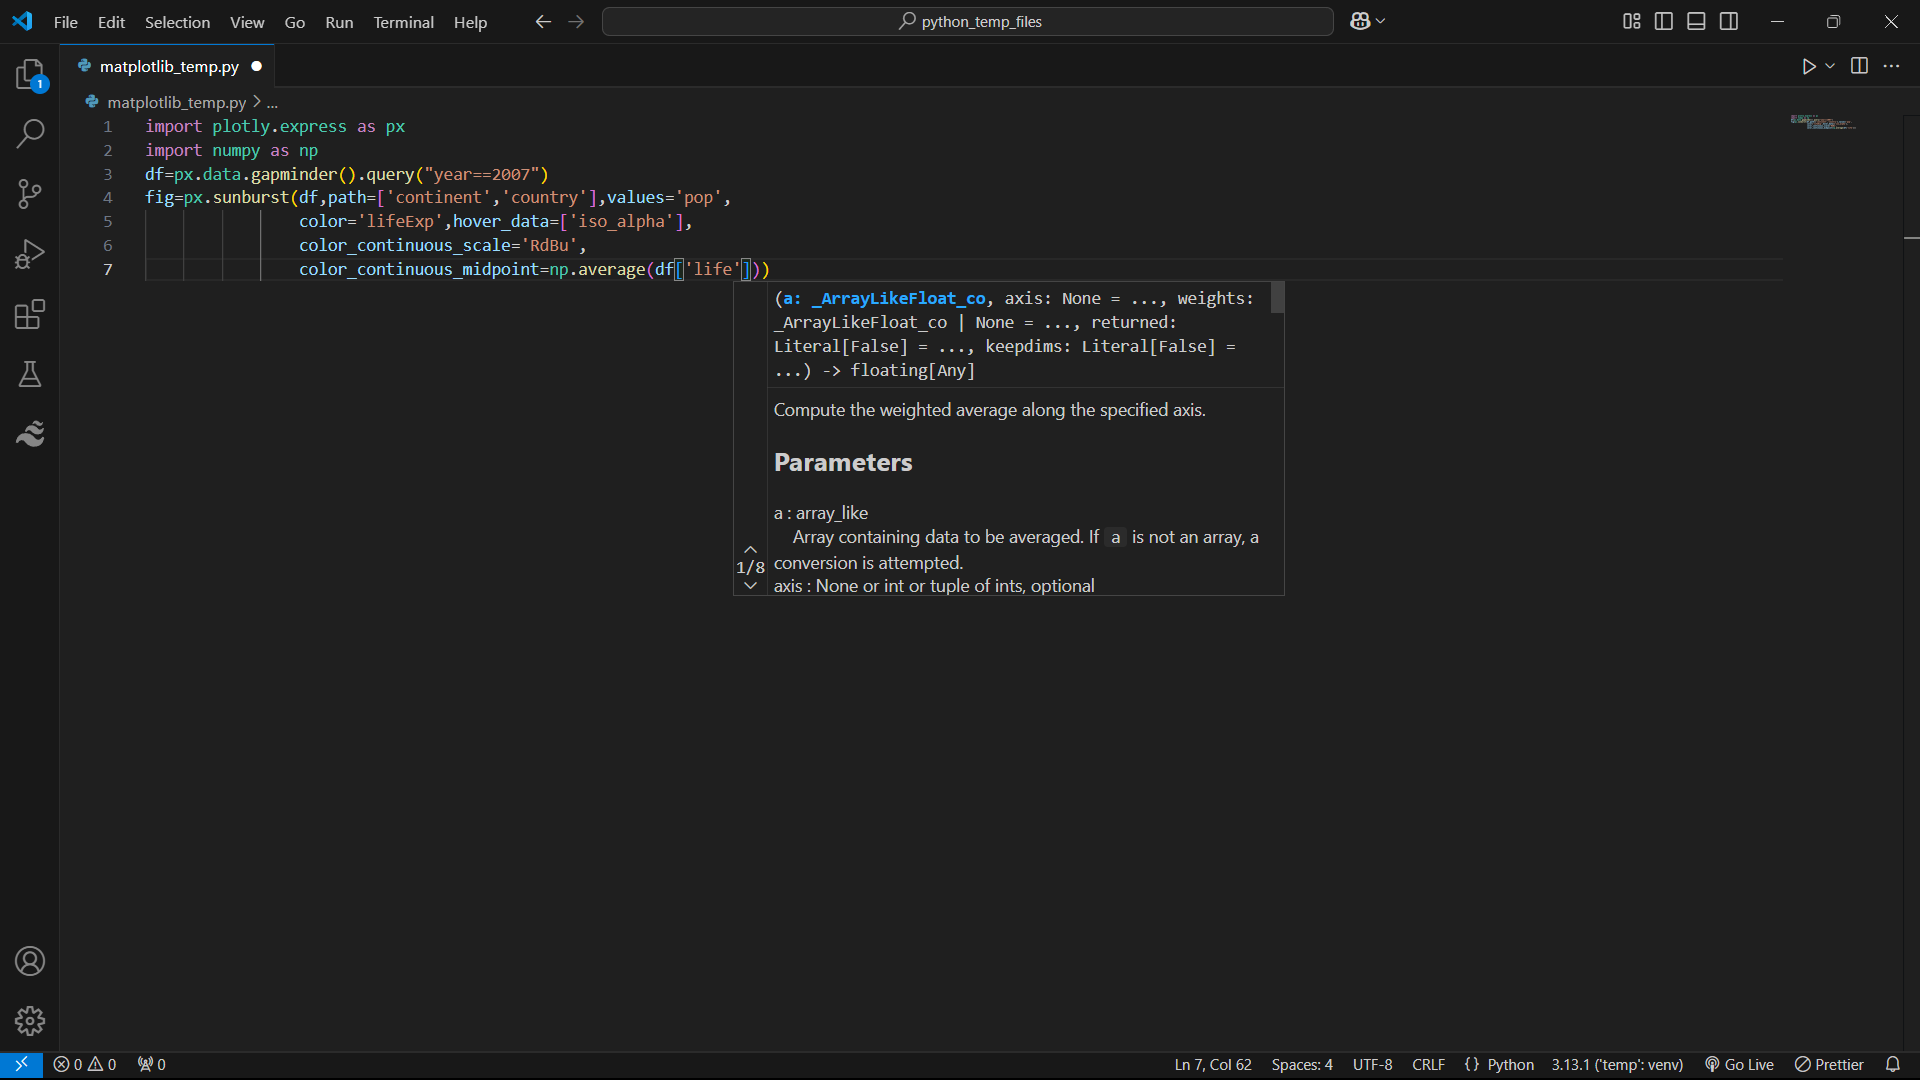 File Edit Selection View Go Run Terminal Help
python_temp_files
matplotlib_temp.py
1
matplotlib_temp.py > ...
1 import plotly.express as px
2 import numpy as np
3 df=px.data.gapminder().query("year==2007")
4 fig=px.sunburst(df,path=['continent','country'],values='pop',
5 color='lifeExp',hover_data=['iso_alpha'],
6 color_continuous_scale='RdBu',
7 color_continuous_midpoint=np.average(df['life']))
(a: _ArrayLikeFloat_co, axis: None = ..., weights:
_ArrayLikeFloat_co | None = ..., returned:
Literal[False] = ..., keepdims: Literal[False] =
...) -> floating[Any]
Compute the weighted average along the specified axis.
Parameters
a : array_like
Array containing data to be averaged. If a is not an array, a
conversion is attempted.
1/8
axis : None or int or tuple of ints, optional
0 0 0 Ln 7, Col 62 Spaces: 4 UTF-8 CRLF {} Python 3.13.1 ('temp': venv) Go Live Prettier